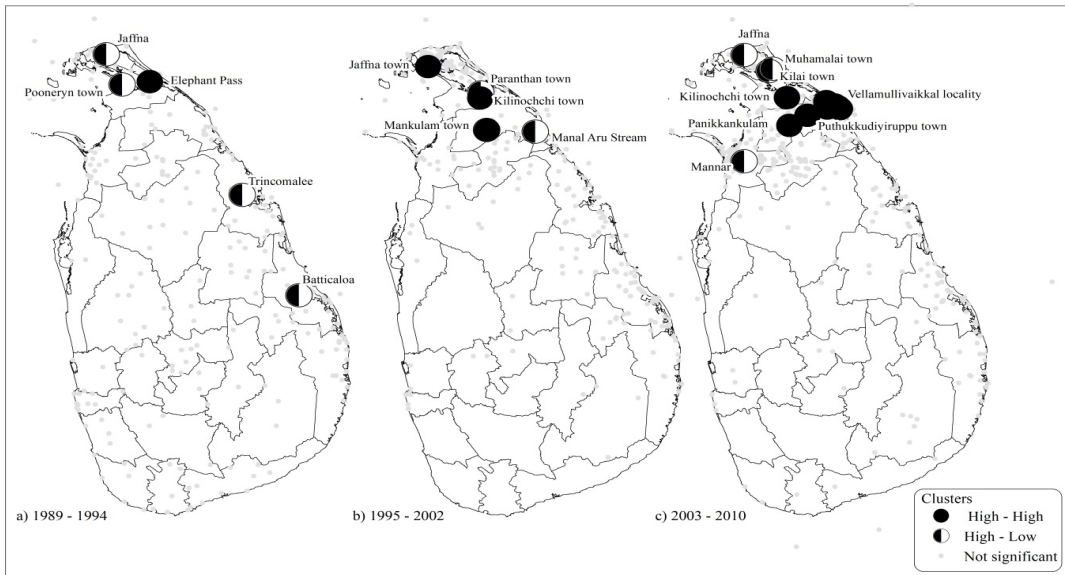 Jaffna
Elephant Pass
Pooneryn town
Trincomalee
Batticaloa
a) 1989 - 1994
Jaffna town
Paranthan town
Kilinochchi town
Mankulam town
Manal Aru Stream
b) 1995 - 2002
Jaffna
Muhamalai town
Kilai town
Kilinochchi town
Vellamullivaikkal locality
Panikkankulam
Puthukkudiyiruppu town
Mannar
c) 2003 - 2010
Clusters
High - High
High - Low
Not significant